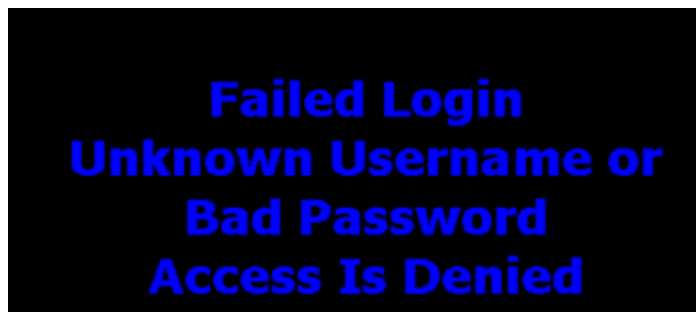 Failed Login
Unknown Username or
Bad Password
Access Is Denied